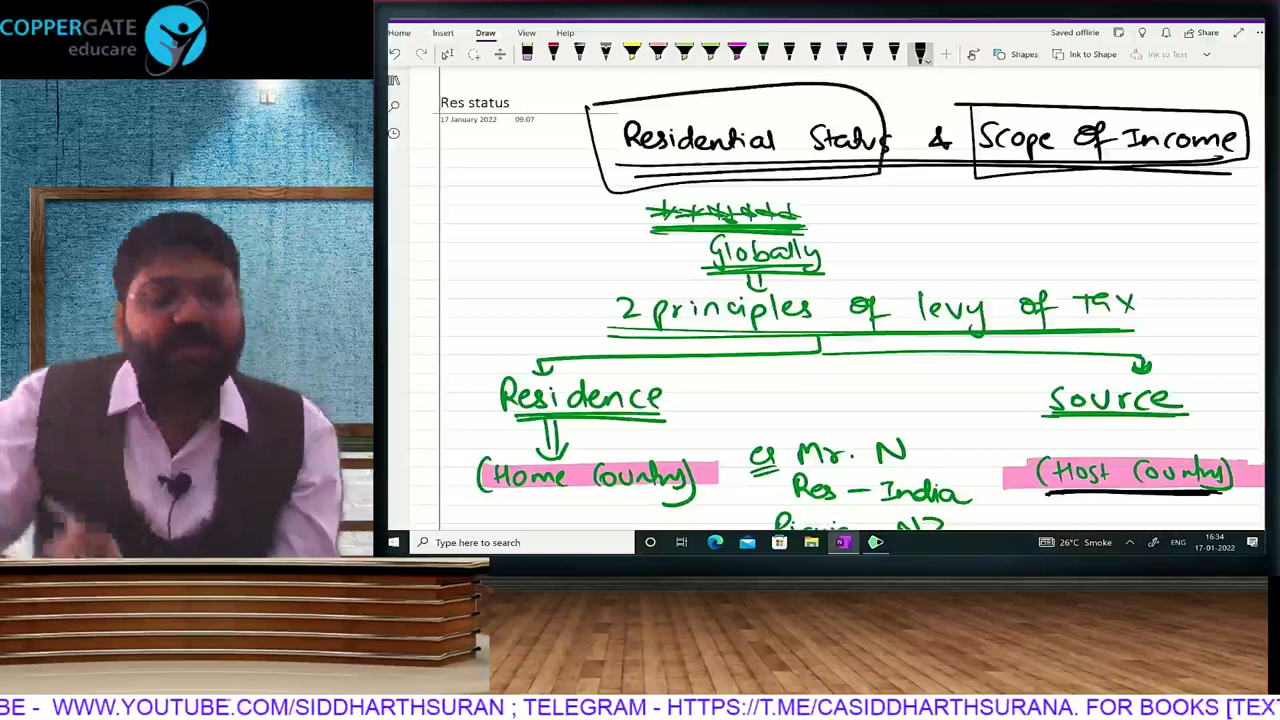 COPPERGATE
educare
Home Insert Draw View Help
Saved offline
Share
Shapes
Ink to Shape
Ink to Text
Res status
17 January 2022 09:07
Residential Status & Scope of Income
Globally
2 principles of levy of Tax
Residence
Source
(Home Country)
eg Mr. N
(Host Country)
Res - India
Type here to search
26°C Smoke
ENG
16:34
17-01-2022
BE - WWW.YOUTUBE.COM/SIDDHARTHSURAN ; TELEGRAM - HTTPS://T.ME/CASIDDHARTHSURANA. FOR BOOKS [TEX